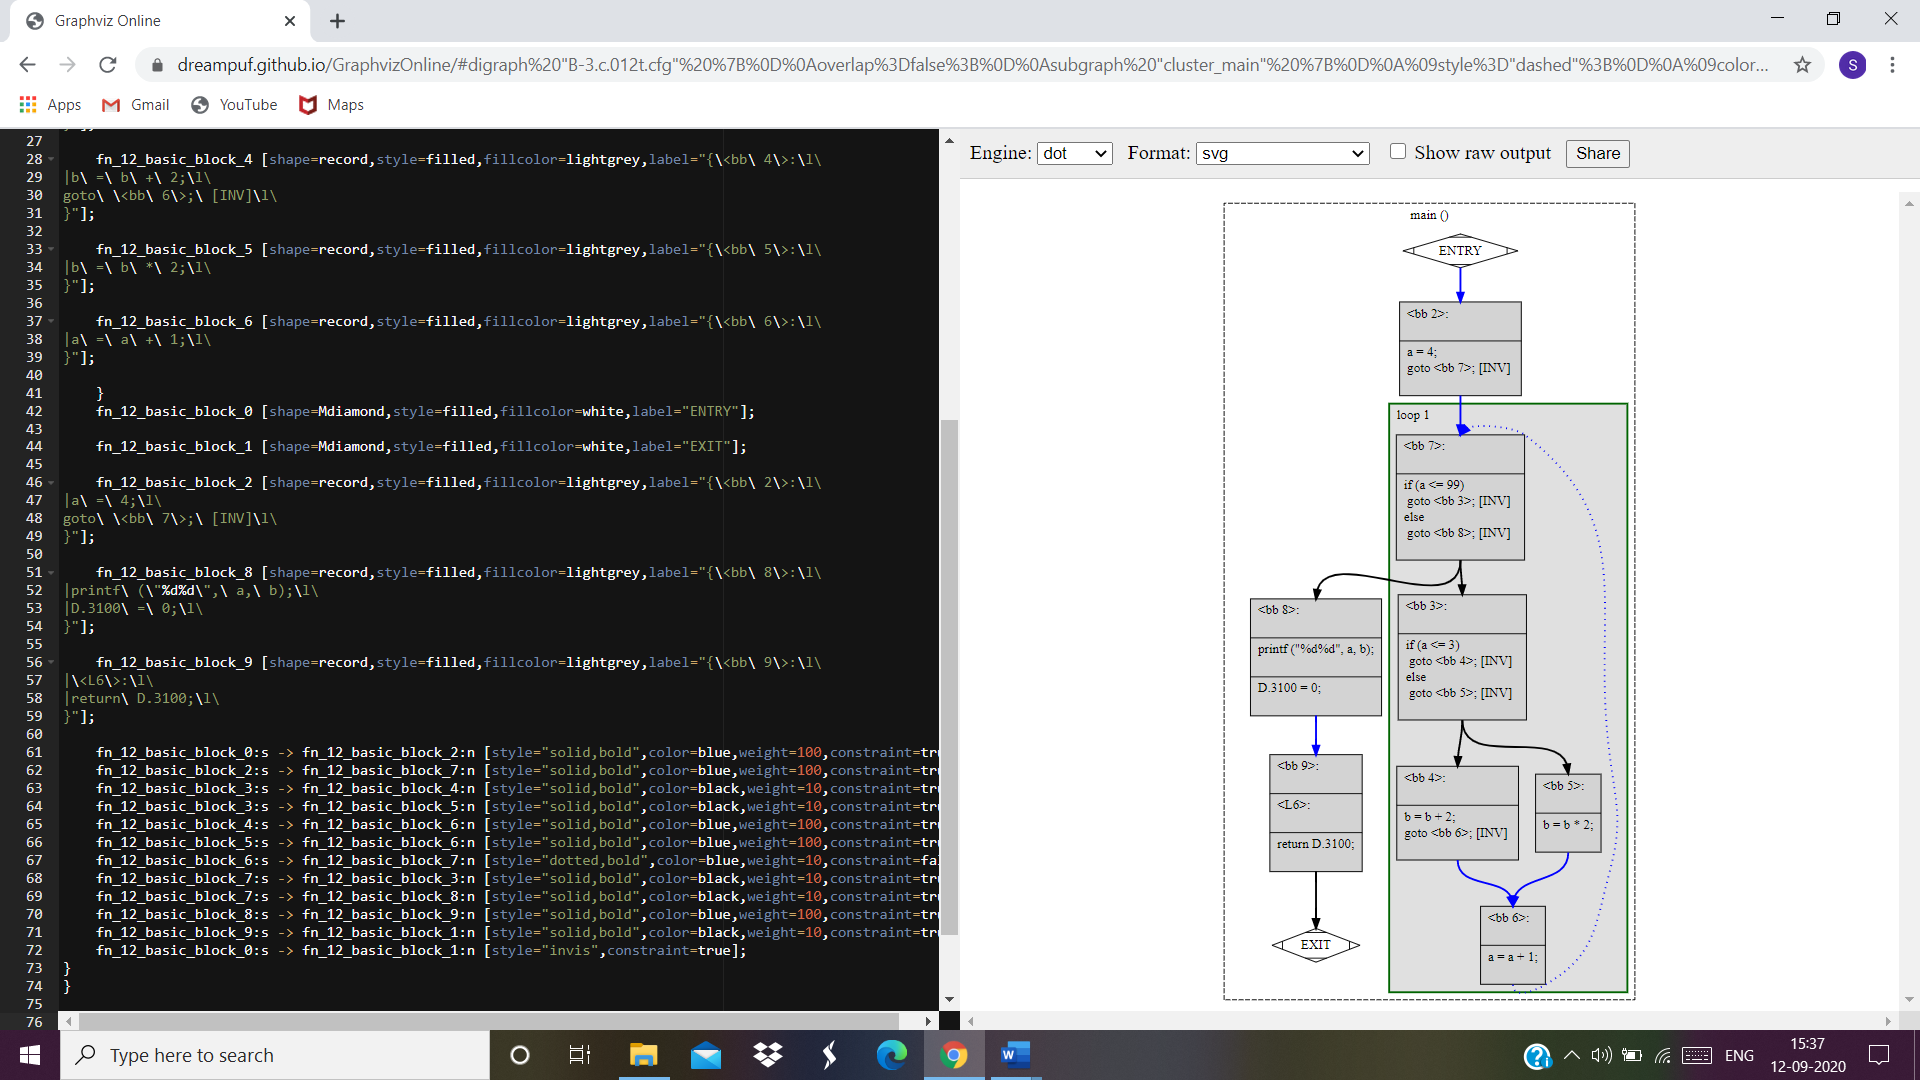 Graphviz Online
dreampuf.github.io/GraphvizOnline/#digraph%20"B-3.c.012t.cfg"%20%7B%0D%0Aoverlap%3Dfalse%3B%0D%0Asubgraph%20"cluster_main"%20%7B%0D%0A%09style%3D"dashed"%3B%0D%0A%09color...
S
Apps Gmail YouTube Maps
27
28 fn_12_basic_block_4 [shape=record,style=filled,fillcolor=lightgrey,label="{\<bb\ 4\>:\l\
29 |b\ =\ b\ +\ 2;\l\
30 goto\ \<bb\ 6\>;\ [INV]\l\
31 }"];
32
33 fn_12_basic_block_5 [shape=record,style=filled,fillcolor=lightgrey,label="{\<bb\ 5\>:\l\
34 |b\ =\ b\ *\ 2;\l\
35 }"];
36
37 fn_12_basic_block_6 [shape=record,style=filled,fillcolor=lightgrey,label="{\<bb\ 6\>:\l\
38 |a\ =\ a\ +\ 1;\l\
39 }"];
40
41 }
42 fn_12_basic_block_0 [shape=Mdiamond,style=filled,fillcolor=white,label="ENTRY"];
43
44 fn_12_basic_block_1 [shape=Mdiamond,style=filled,fillcolor=white,label="EXIT"];
45
46 fn_12_basic_block_2 [shape=record,style=filled,fillcolor=lightgrey,label="{\<bb\ 2\>:\l\
47 |a\ =\ 4;\l\
48 goto\ \<bb\ 7\>;\ [INV]\l\
49 }"];
50
51 fn_12_basic_block_8 [shape=record,style=filled,fillcolor=lightgrey,label="{\<bb\ 8\>:\l\
52 |printf\ (\"%d%d\",\ a,\ b);\l\
53 |D.3100\ =\ 0;\l\
54 }"];
55
56 fn_12_basic_block_9 [shape=record,style=filled,fillcolor=lightgrey,label="{\<bb\ 9\>:\l\
57 |\<L6\>:\l\
58 |return\ D.3100;\l\
59 }"];
60
61 fn_12_basic_block_0:s -> fn_12_basic_block_2:n [style="solid,bold",color=blue,weight=100,constraint=tru
62 fn_12_basic_block_2:s -> fn_12_basic_block_7:n [style="solid,bold",color=blue,weight=100,constraint=tru
63 fn_12_basic_block_3:s -> fn_12_basic_block_4:n [style="solid,bold",color=black,weight=10,constraint=tru
64 fn_12_basic_block_3:s -> fn_12_basic_block_5:n [style="solid,bold",color=black,weight=10,constraint=tru
65 fn_12_basic_block_4:s -> fn_12_basic_block_6:n [style="solid,bold",color=blue,weight=100,constraint=tru
66 fn_12_basic_block_5:s -> fn_12_basic_block_6:n [style="solid,bold",color=blue,weight=100,constraint=tru
67 fn_12_basic_block_6:s -> fn_12_basic_block_7:n [style="dotted,bold",color=blue,weight=10,constraint=fal
68 fn_12_basic_block_7:s -> fn_12_basic_block_3:n [style="solid,bold",color=black,weight=10,constraint=tru
69 fn_12_basic_block_7:s -> fn_12_basic_block_8:n [style="solid,bold",color=black,weight=10,constraint=tru
70 fn_12_basic_block_8:s -> fn_12_basic_block_9:n [style="solid,bold",color=blue,weight=100,constraint=tru
71 fn_12_basic_block_9:s -> fn_12_basic_block_1:n [style="solid,bold",color=black,weight=10,constraint=tru
72 fn_12_basic_block_0:s -> fn_12_basic_block_1:n [style="invis",constraint=true];
73 }
74 }
75
76
Engine: dot Format: svg Show raw output Share
main ()
ENTRY
<bb 2>:
a = 4;
goto <bb 7>; [INV]
loop 1
<bb 7>:
if (a <= 99)
goto <bb 3>; [INV]
else
goto <bb 8>; [INV]
<bb 8>:
printf ("%d%d", a, b);
D.3100 = 0;
<bb 3>:
if (a <= 3)
goto <bb 4>; [INV]
else
goto <bb 5>; [INV]
<bb 9>:
<L6>:
return D.3100;
<bb 4>:
b = b + 2;
goto <bb 6>; [INV]
<bb 5>:
b = b * 2;
<bb 6>:
a = a + 1;
EXIT
Type here to search
W
ENG
15:37
12-09-2020